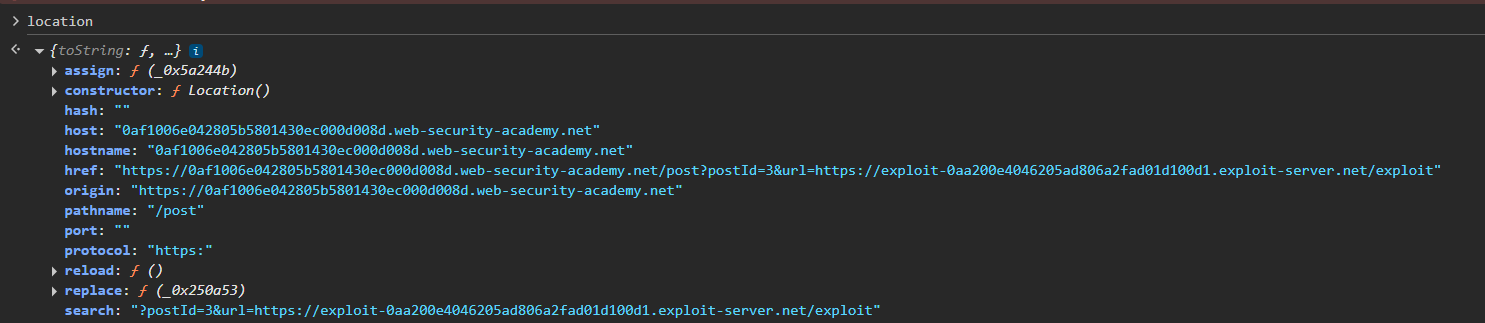 > location
{toString: ƒ, …} i
assign: ƒ (_0x5a244b)
constructor: ƒ Location()
hash: ""
host: "0af1006e042805b5801430ec000d008d.web-security-academy.net"
hostname: "0af1006e042805b5801430ec000d008d.web-security-academy.net"
href: "https://0af1006e042805b5801430ec000d008d.web-security-academy.net/post?postId=3&url=https://exploit-0aa200e4046205ad806a2fad01d100d1.exploit-server.net/exploit"
origin: "https://0af1006e042805b5801430ec000d008d.web-security-academy.net"
pathname: "/post"
port: ""
protocol: "https:"
reload: ƒ ()
replace: ƒ (_0x250a53)
search: "?postId=3&url=https://exploit-0aa200e4046205ad806a2fad01d100d1.exploit-server.net/exploit"